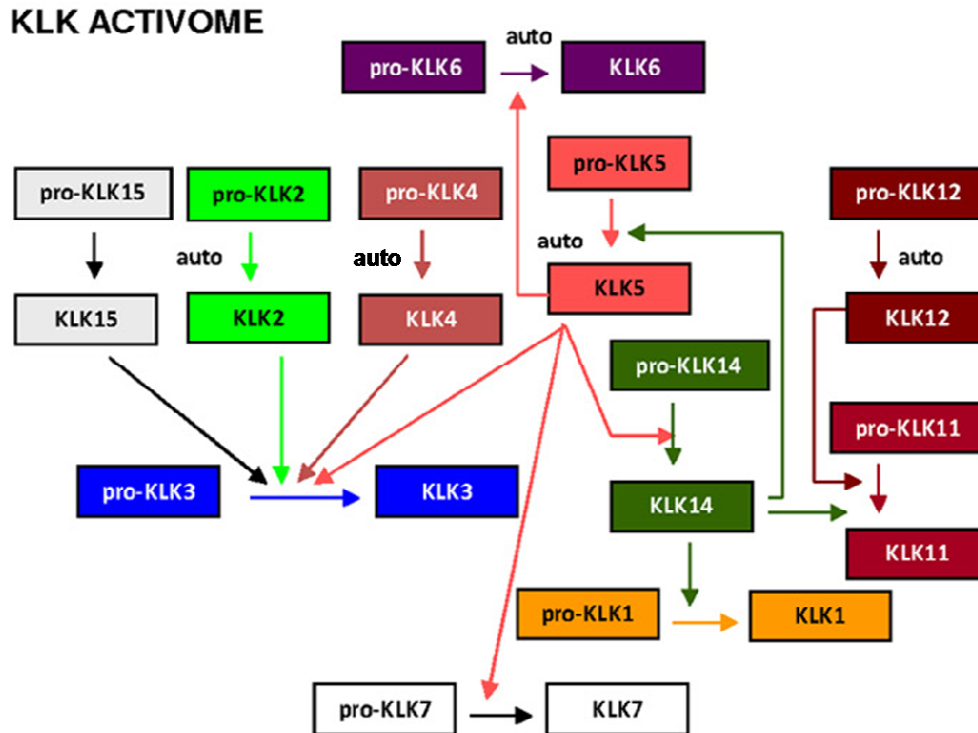 KLK ACTIVOME
auto
pro-KLK6
KLK6
pro-KLK5
pro-KLK15
pro-KLK2
pro-KLK4
pro-KLK12
auto
auto
auto
auto
KLK5
KLK15
KLK2
KLK4
KLK12
pro-KLK14
pro-KLK11
pro-KLK3
KLK3
KLK14
KLK11
pro-KLK1
KLK1
pro-KLK7
KLK7